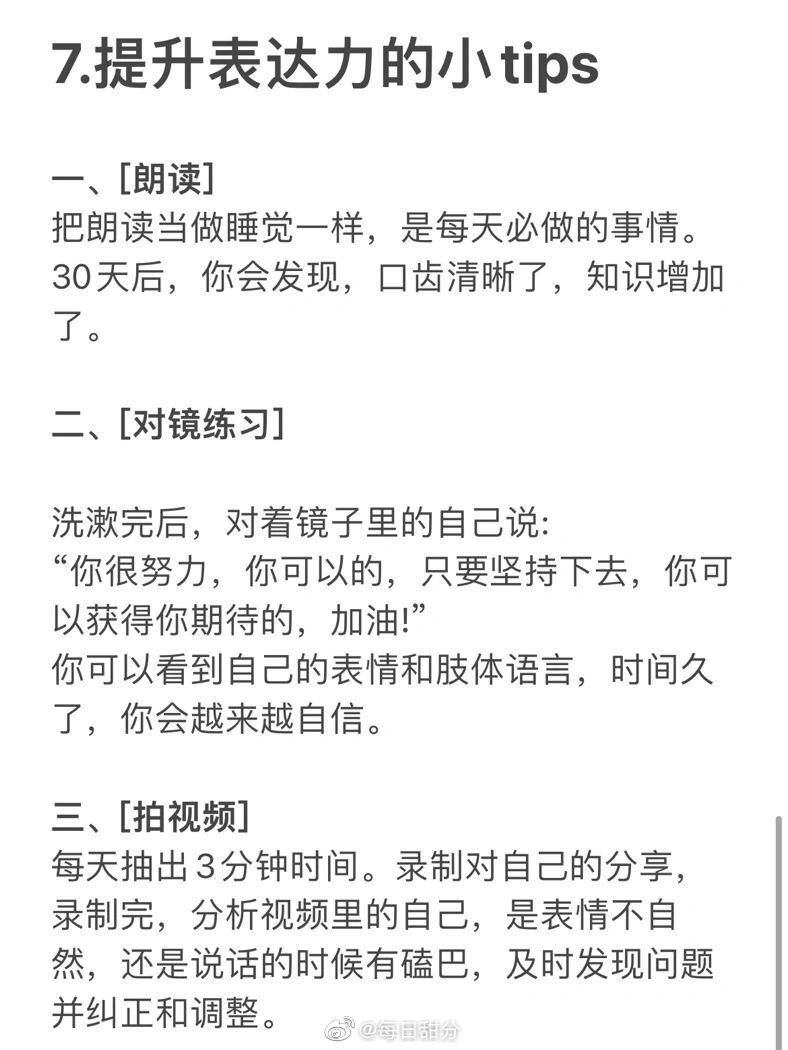 7.提升表达力的小tips
一、[朗读]
把朗读当做睡觉一样，是每天必做的事情。
30天后，你会发现，口齿清晰了，知识增加
了。
二、[对镜练习]
洗漱完后，对着镜子里的自己说:
“你很努力，你可以的，只要坚持下去，你可
以获得你期待的，加油!”
你可以看到自己的表情和肢体语言，时间久
了，你会越来越自信。
三、[拍视频]
每天抽出3分钟时间。录制对自己的分享，
录制完，分析视频里的自己，是表情不自
然，还是说话的时候有磕巴，及时发现问题
并纠正和调整。
@每日甜分